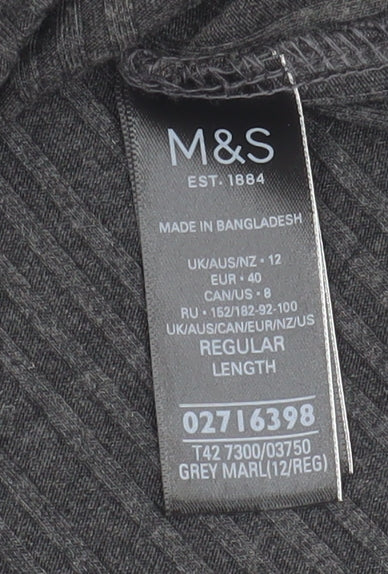 M&S
EST. 1884
MADE IN BANGLADESH
UK/AUS/NZ • 12
EUR • 40
CAN/US • 8
RU • 152/182-92-100
UK/AUS/CAN/EUR/NZ/US
REGULAR
LENGTH
02716398
T42 7300/03750
GREY MARL(12/REG)